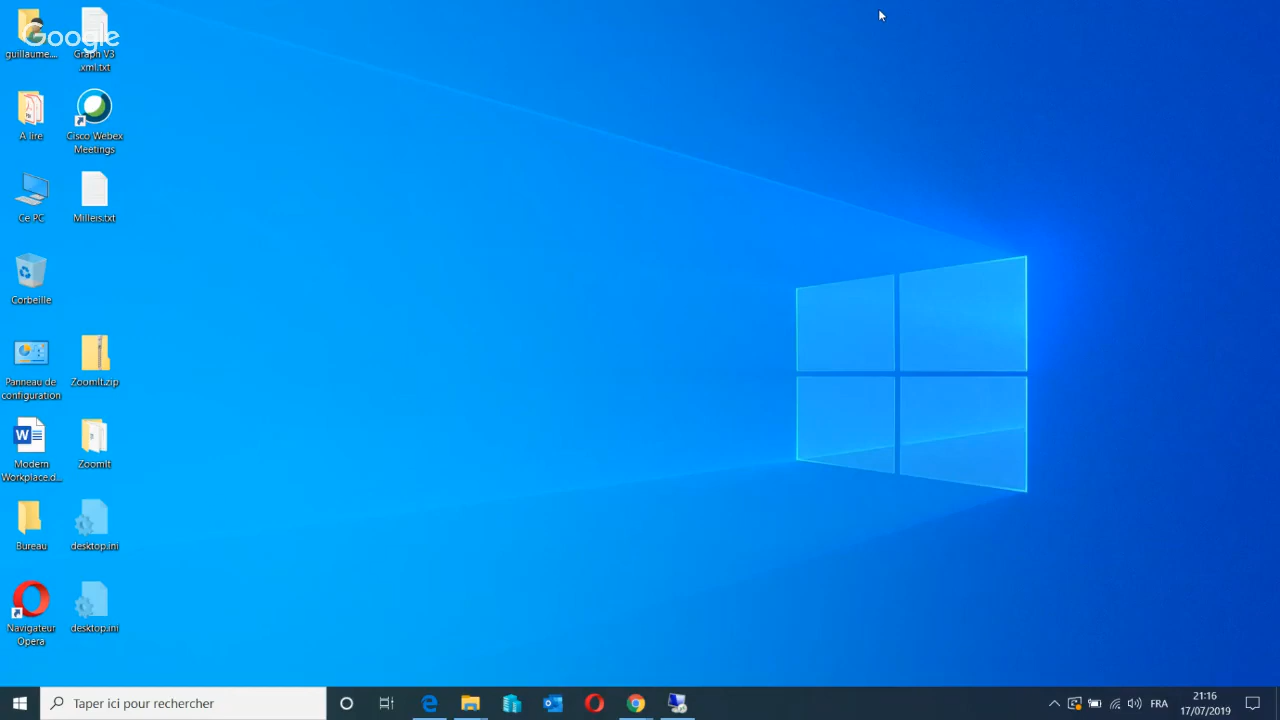 Google
guillaume....
Graph V3
.xml.txt
A lire
Cisco Webex
Meetings
Ce PC
Milleis.txt
Corbeille
Panneau de
configuration
ZoomIt.zip
Modern
Workplace.d...
ZoomIt
Bureau
desktop.ini
Navigateur
Opera
desktop.ini
Taper ici pour rechercher
FRA
21:16
17/07/2019